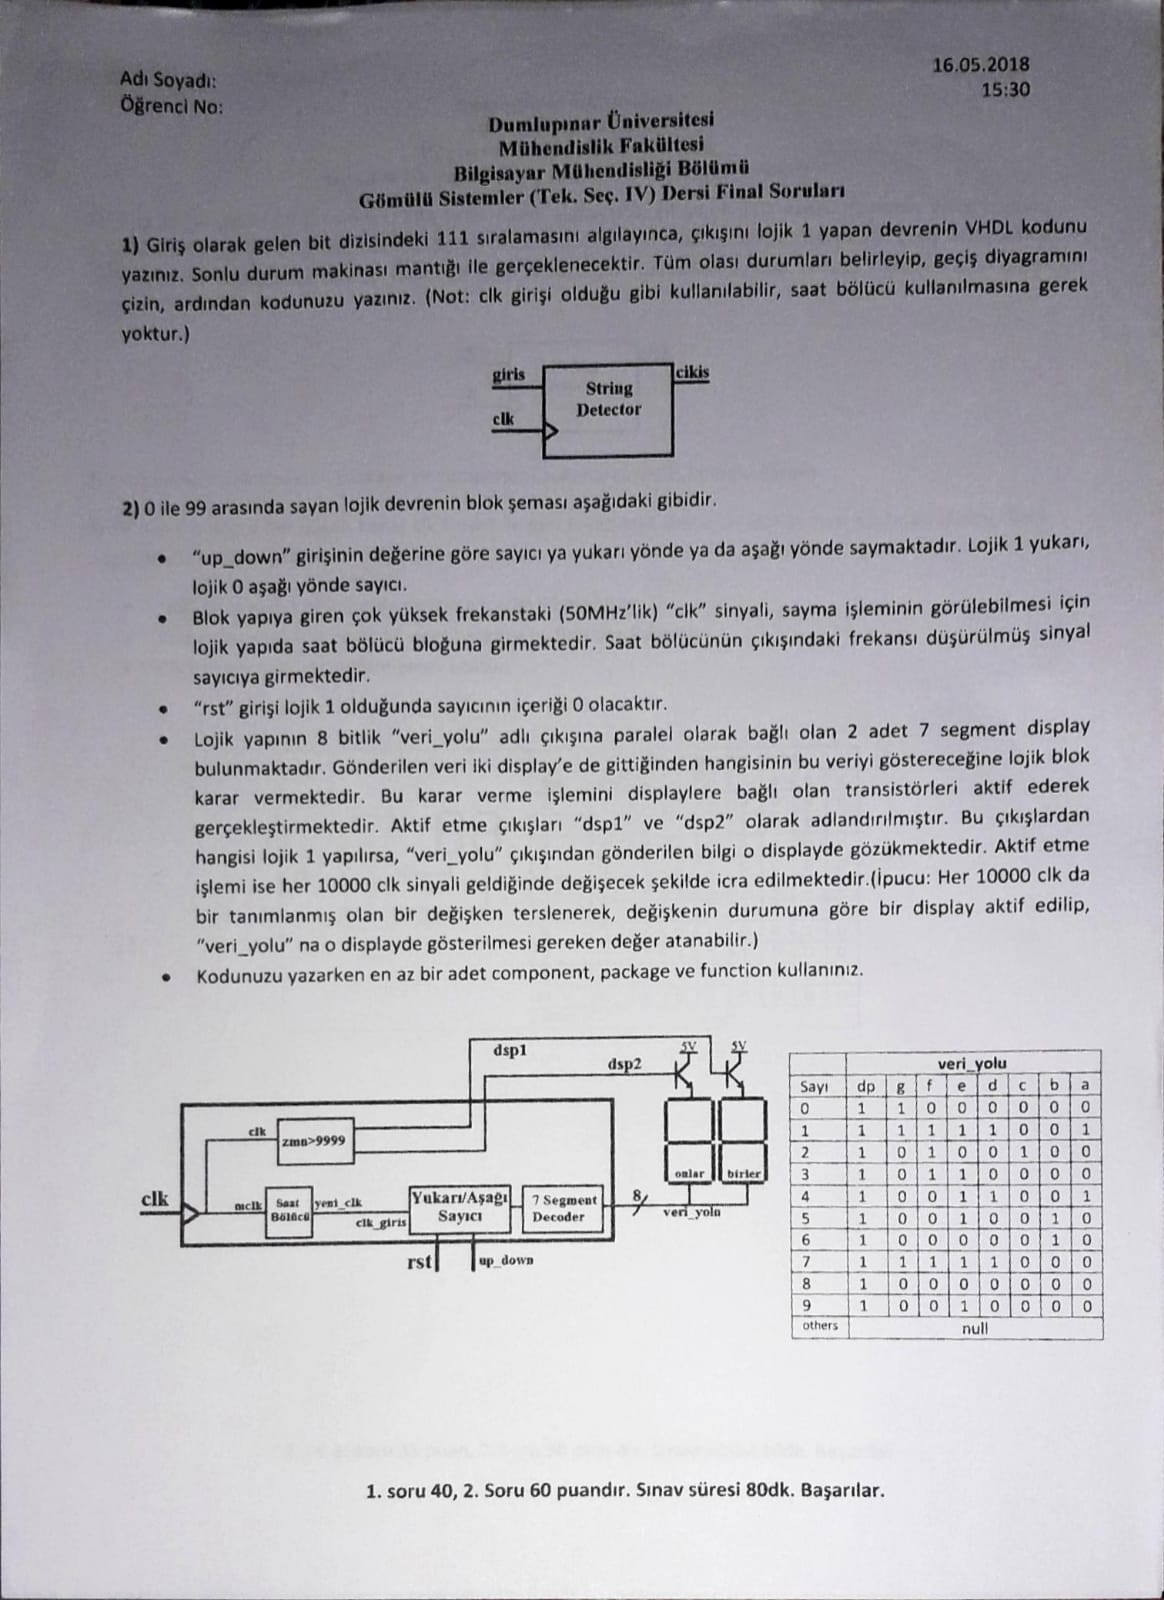 Adı Soyadı:
Öğrenci No:
16.05.2018
15:30
Dumlupınar Üniversitesi
Mühendislik Fakültesi
Bilgisayar Mühendisliği Bölümü
Gömülü Sistemler (Tek. Seç. IV) Dersi Final Soruları
1) Giriş olarak gelen bit dizisindeki 111 sıralamasını algılayınca, çıkışını lojik 1 yapan devrenin VHDL kodunu
yazınız. Sonlu durum makinası mantığı ile gerçeklenecektir. Tüm olası durumları belirleyip, geçiş diyagramını
çizin, ardından kodunuzu yazınız. (Not: clk girişi olduğu gibi kullanılabilir, saat bölücü kullanılmasına gerek
yoktur.)
giris
clk
String
Detector
cikis
2) 0 ile 99 arasında sayan lojik devrenin blok şeması aşağıdaki gibidir.
• "up_down" girişinin değerine göre sayıcı ya yukarı yönde ya da aşağı yönde saymaktadır. Lojik 1 yukarı,
lojik 0 aşağı yönde sayıcı.
• Blok yapıya giren çok yüksek frekanstaki (50MHz'lik) "clk" sinyali, sayma işleminin görülebilmesi için
lojik yapıda saat bölücü bloğuna girmektedir. Saat bölücünün çıkışındaki frekansı düşürülmüş sinyal
sayıcıya girmektedir.
• "rst" girişi lojik 1 olduğunda sayıcının içeriği 0 olacaktır.
• Lojik yapının 8 bitlik "veri_yolu" adlı çıkışına paralel olarak bağlı olan 2 adet 7 segment display
bulunmaktadır. Gönderilen veri iki display'e de gittiğinden hangisinin bu veriyi göstereceğine lojik blok
karar vermektedir. Bu karar verme işlemini displaylere bağlı olan transistörleri aktif ederek
gerçekleştirmektedir. Aktif etme çıkışları "dsp1" ve "dsp2" olarak adlandırılmıştır. Bu çıkışlardan
hangisi lojik 1 yapılırsa, "veri_yolu" çıkışından gönderilen bilgi o displayde gözükmektedir. Aktif etme
işlemi ise her 10000 clk sinyali geldiğinde değişecek şekilde icra edilmektedir.(İpucu: Her 10000 clk da
bir tanımlanmış olan bir değişken terslenerek, değişkenin durumuna göre bir display aktif edilip,
"veri_yolu" na o displayde gösterilmesi gereken değer atanabilir.)
• Kodunuzu yazarken en az bir adet component, package ve function kullanınız.
dsp1
dsp2
5V
5V
clk
clk
zmn>9999
mclk
Saat
Bölücü
yeni_clk
clk_giris
Yukarı/Aşağı
Sayıcı
7 Segment
Decoder
rst
up_down
8
veri_yolu
onlar
birler
veri_yolu
Sayı dp g f e d c b a
0 1 1 0 0 0 0 0 0
1 1 1 1 1 1 0 0 1
2 1 0 1 0 0 1 0 0
3 1 0 1 1 0 0 0 0
4 1 0 0 1 1 0 0 1
5 1 0 0 1 0 0 1 0
6 1 0 0 0 0 0 1 0
7 1 1 1 1 1 0 0 0
8 1 0 0 0 0 0 0 0
9 1 0 0 1 0 0 0 0
others null
1. soru 40, 2. Soru 60 puandır. Sınav süresi 80dk. Başarılar.